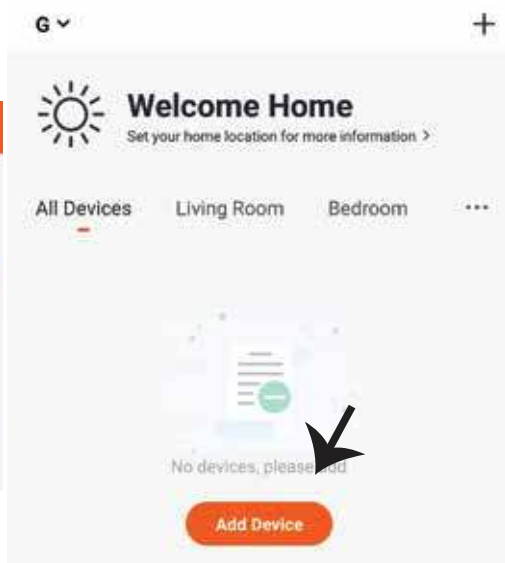 G
Welcome Home
Set your home location for more information >
All Devices Living Room Bedroom ...
No devices, please add
Add Device